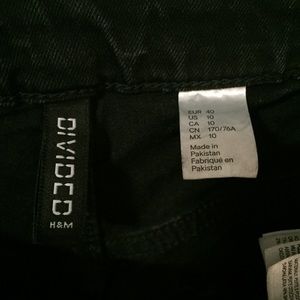 DIVIDED
H&M
EUR 40
US 10
CA 10
CN 170/76A
MX 10
Made in
Pakistan
Fabriqué en
Pakistan